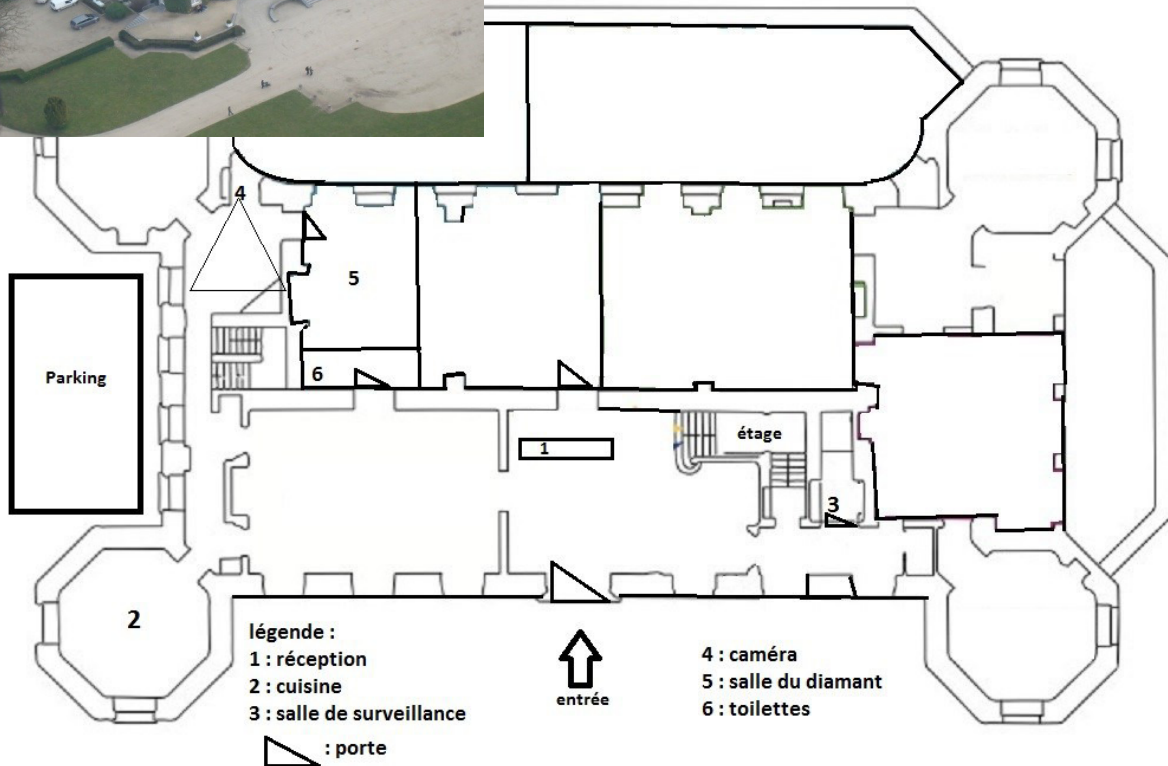 4
5
Parking
6
étage
1
3
2
légende :
1 : réception
2 : cuisine
3 : salle de surveillance
: porte
entrée
4 : caméra
5 : salle du diamant
6 : toilettes